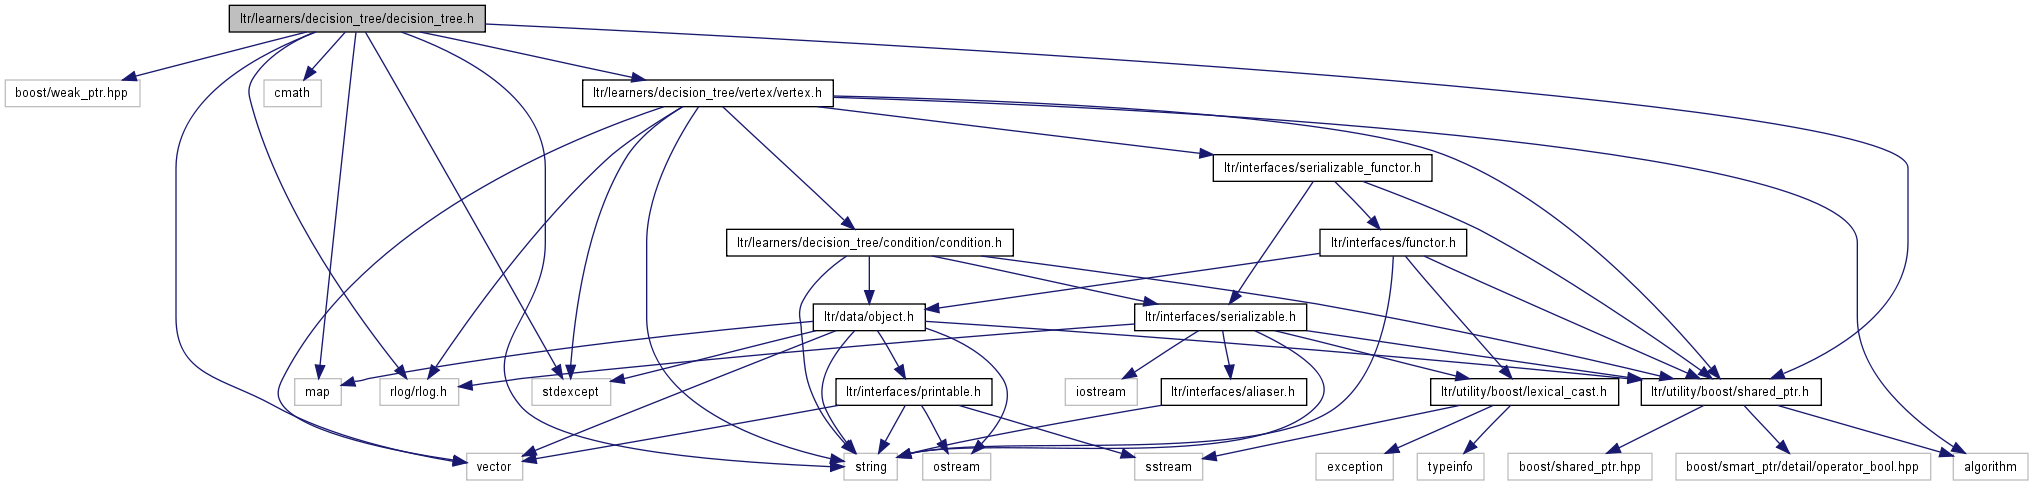 ltr/learners/decision_tree/decision_tree.h
boost/weak_ptr.hpp
cmath
ltr/learners/decision_tree/vertex/vertex.h
ltr/interfaces/serializable_functor.h
ltr/learners/decision_tree/condition/condition.h
ltr/interfaces/functor.h
ltr/data/object.h
ltr/interfaces/serializable.h
map
rlog/rlog.h
stdexcept
ltr/interfaces/printable.h
iostream
ltr/interfaces/aliaser.h
ltr/utility/boost/lexical_cast.h
ltr/utility/boost/shared_ptr.h
vector
string
ostream
sstream
exception
typeinfo
boost/shared_ptr.hpp
boost/smart_ptr/detail/operator_bool.hpp
algorithm